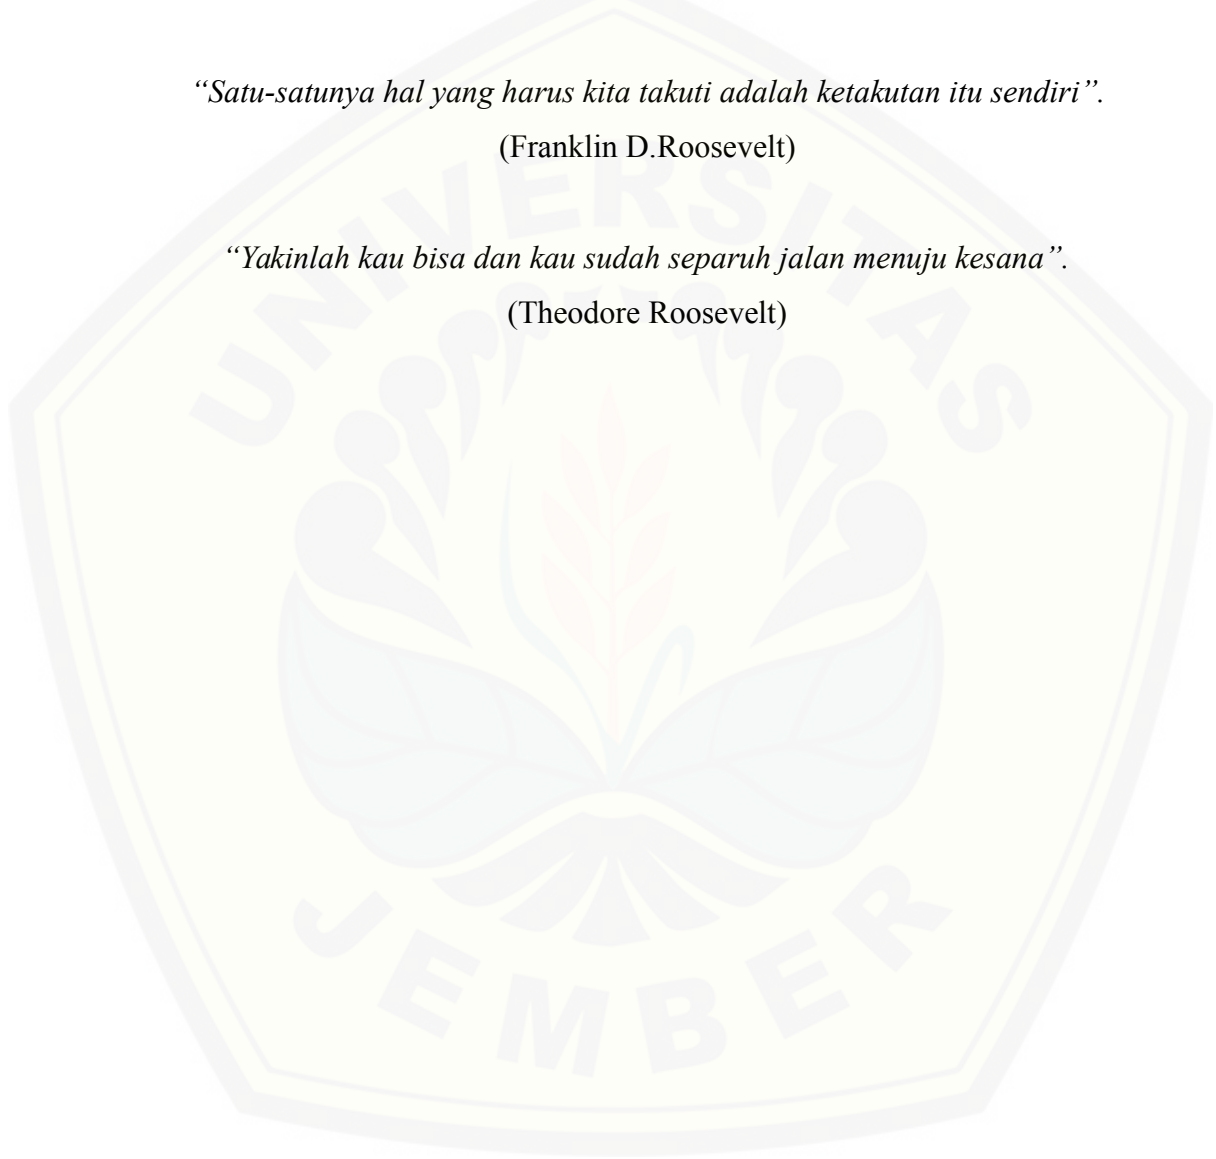 “Satu-satunya hal yang harus kita takuti adalah ketakutan itu sendiri”.
(Franklin D.Roosevelt)
“Yakinlah kau bisa dan kau sudah separuh jalan menuju kesana”.
(Theodore Roosevelt)
UNIVERSITAS
JEMBER